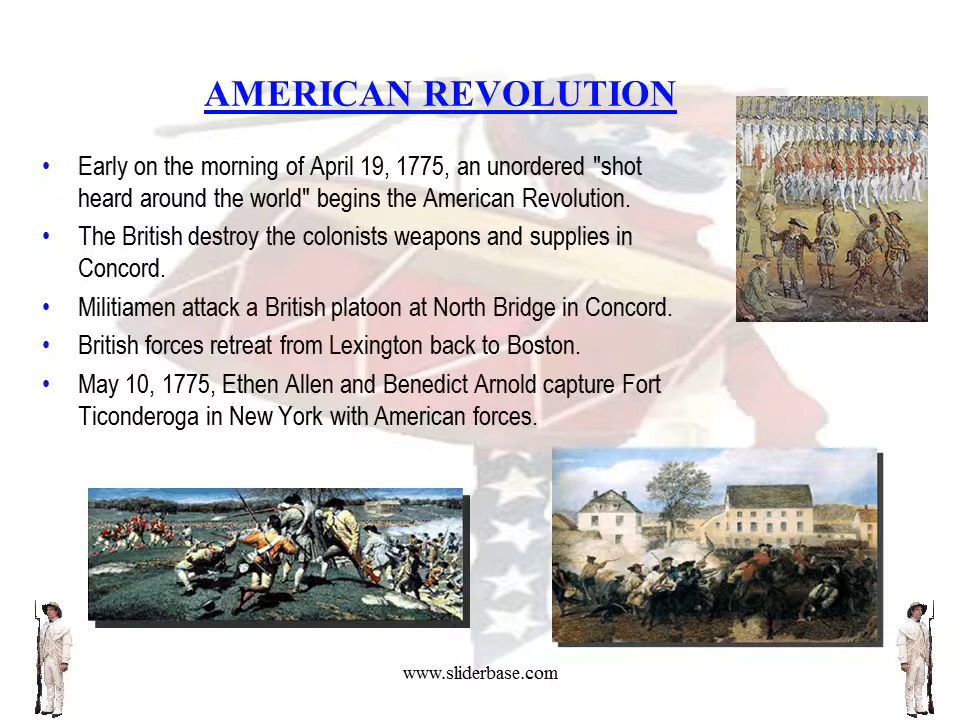 AMERICAN REVOLUTION
• Early on the morning of April 19, 1775, an unordered "shot
heard around the world" begins the American Revolution.
• The British destroy the colonists weapons and supplies in
Concord.
• Militiamen attack a British platoon at North Bridge in Concord.
• British forces retreat from Lexington back to Boston.
• May 10, 1775, Ethen Allen and Benedict Arnold capture Fort
Ticonderoga in New York with American forces.
www.sliderbase.com